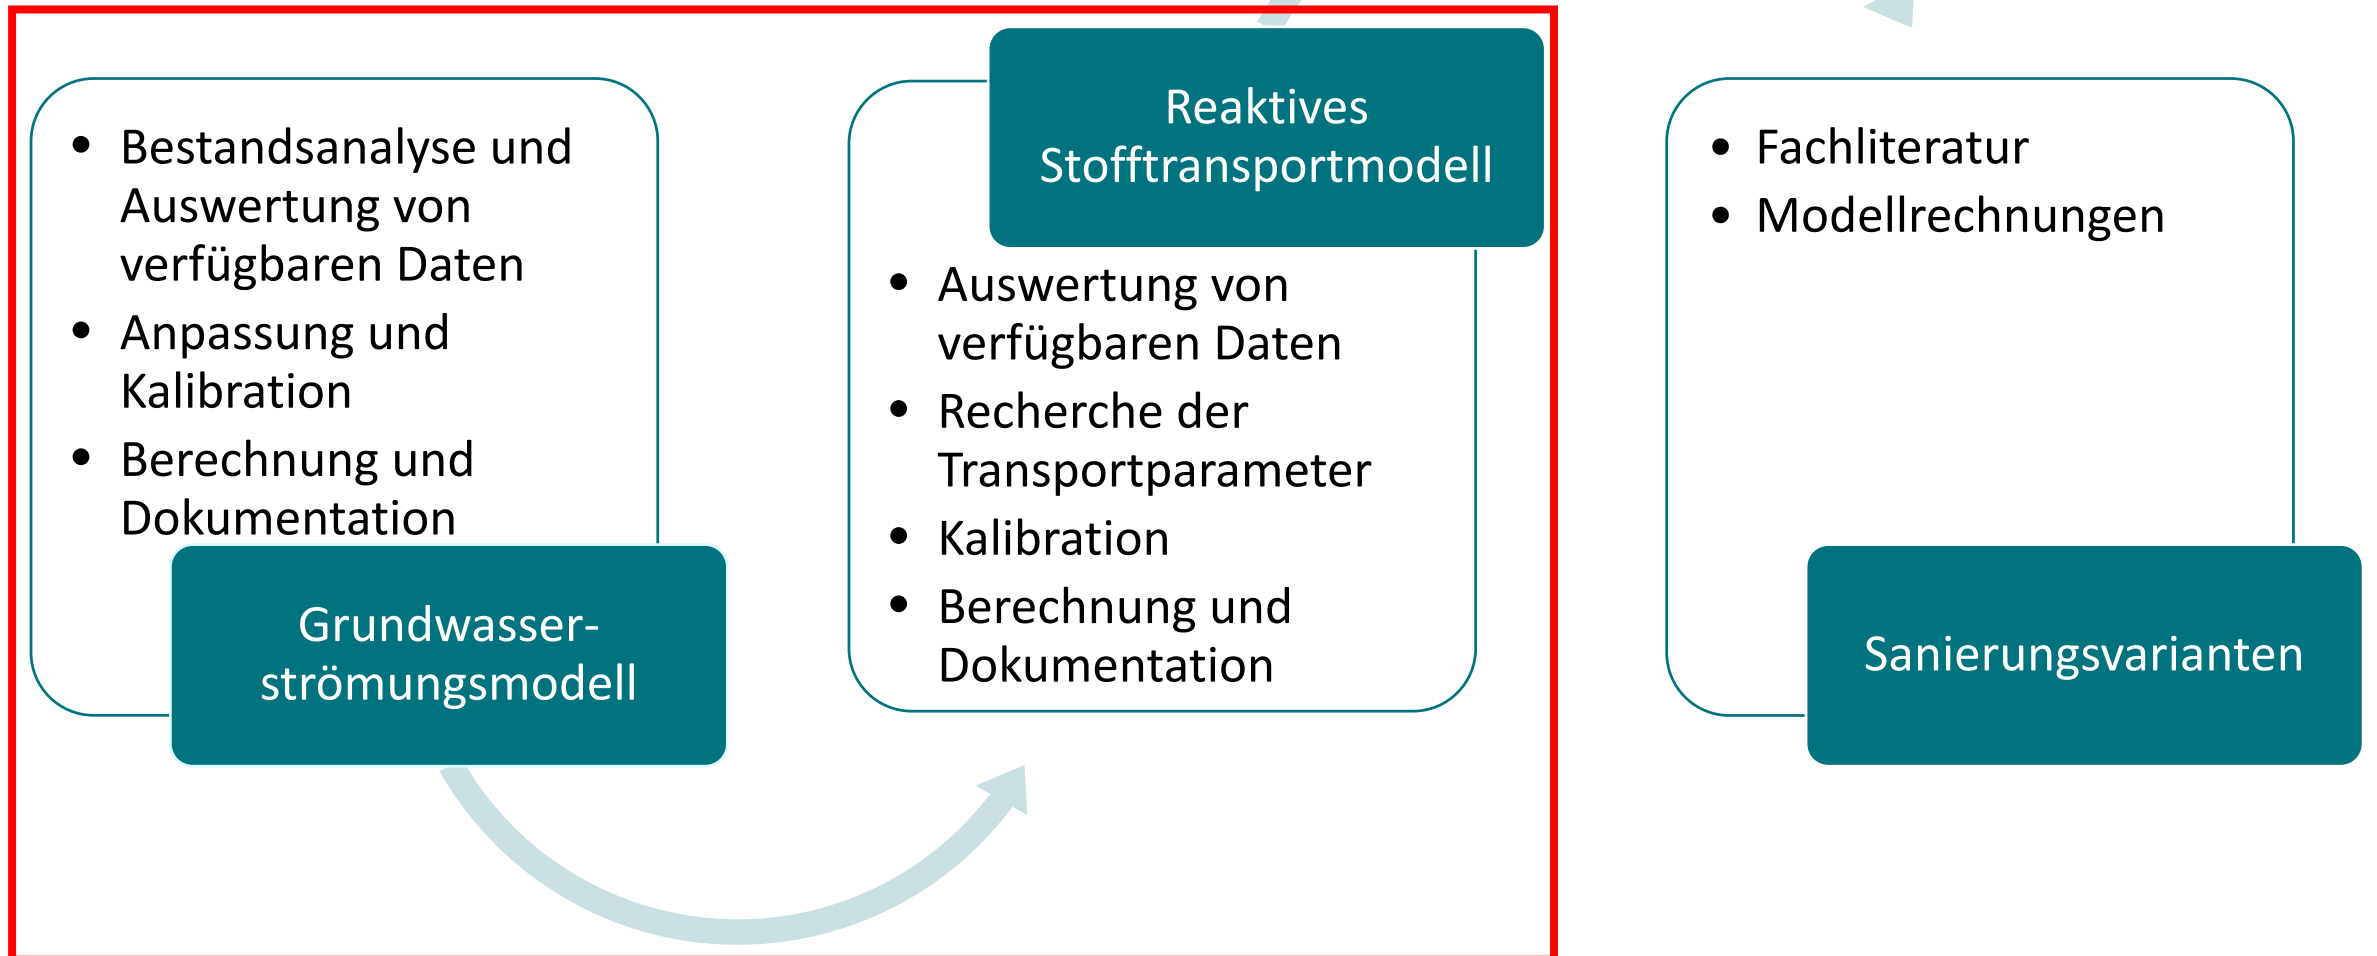 • Bestandsanalyse und
Auswertung von
verfügbaren Daten
• Anpassung und
Kalibration
• Berechnung und
Dokumentation
Grundwasser-
strömungsmodell
Reaktives
Stofftransportmodell
• Auswertung von
verfügbaren Daten
• Recherche der
Transportparameter
• Kalibration
• Berechnung und
Dokumentation
• Fachliteratur
• Modellrechnungen
Sanierungsvarianten